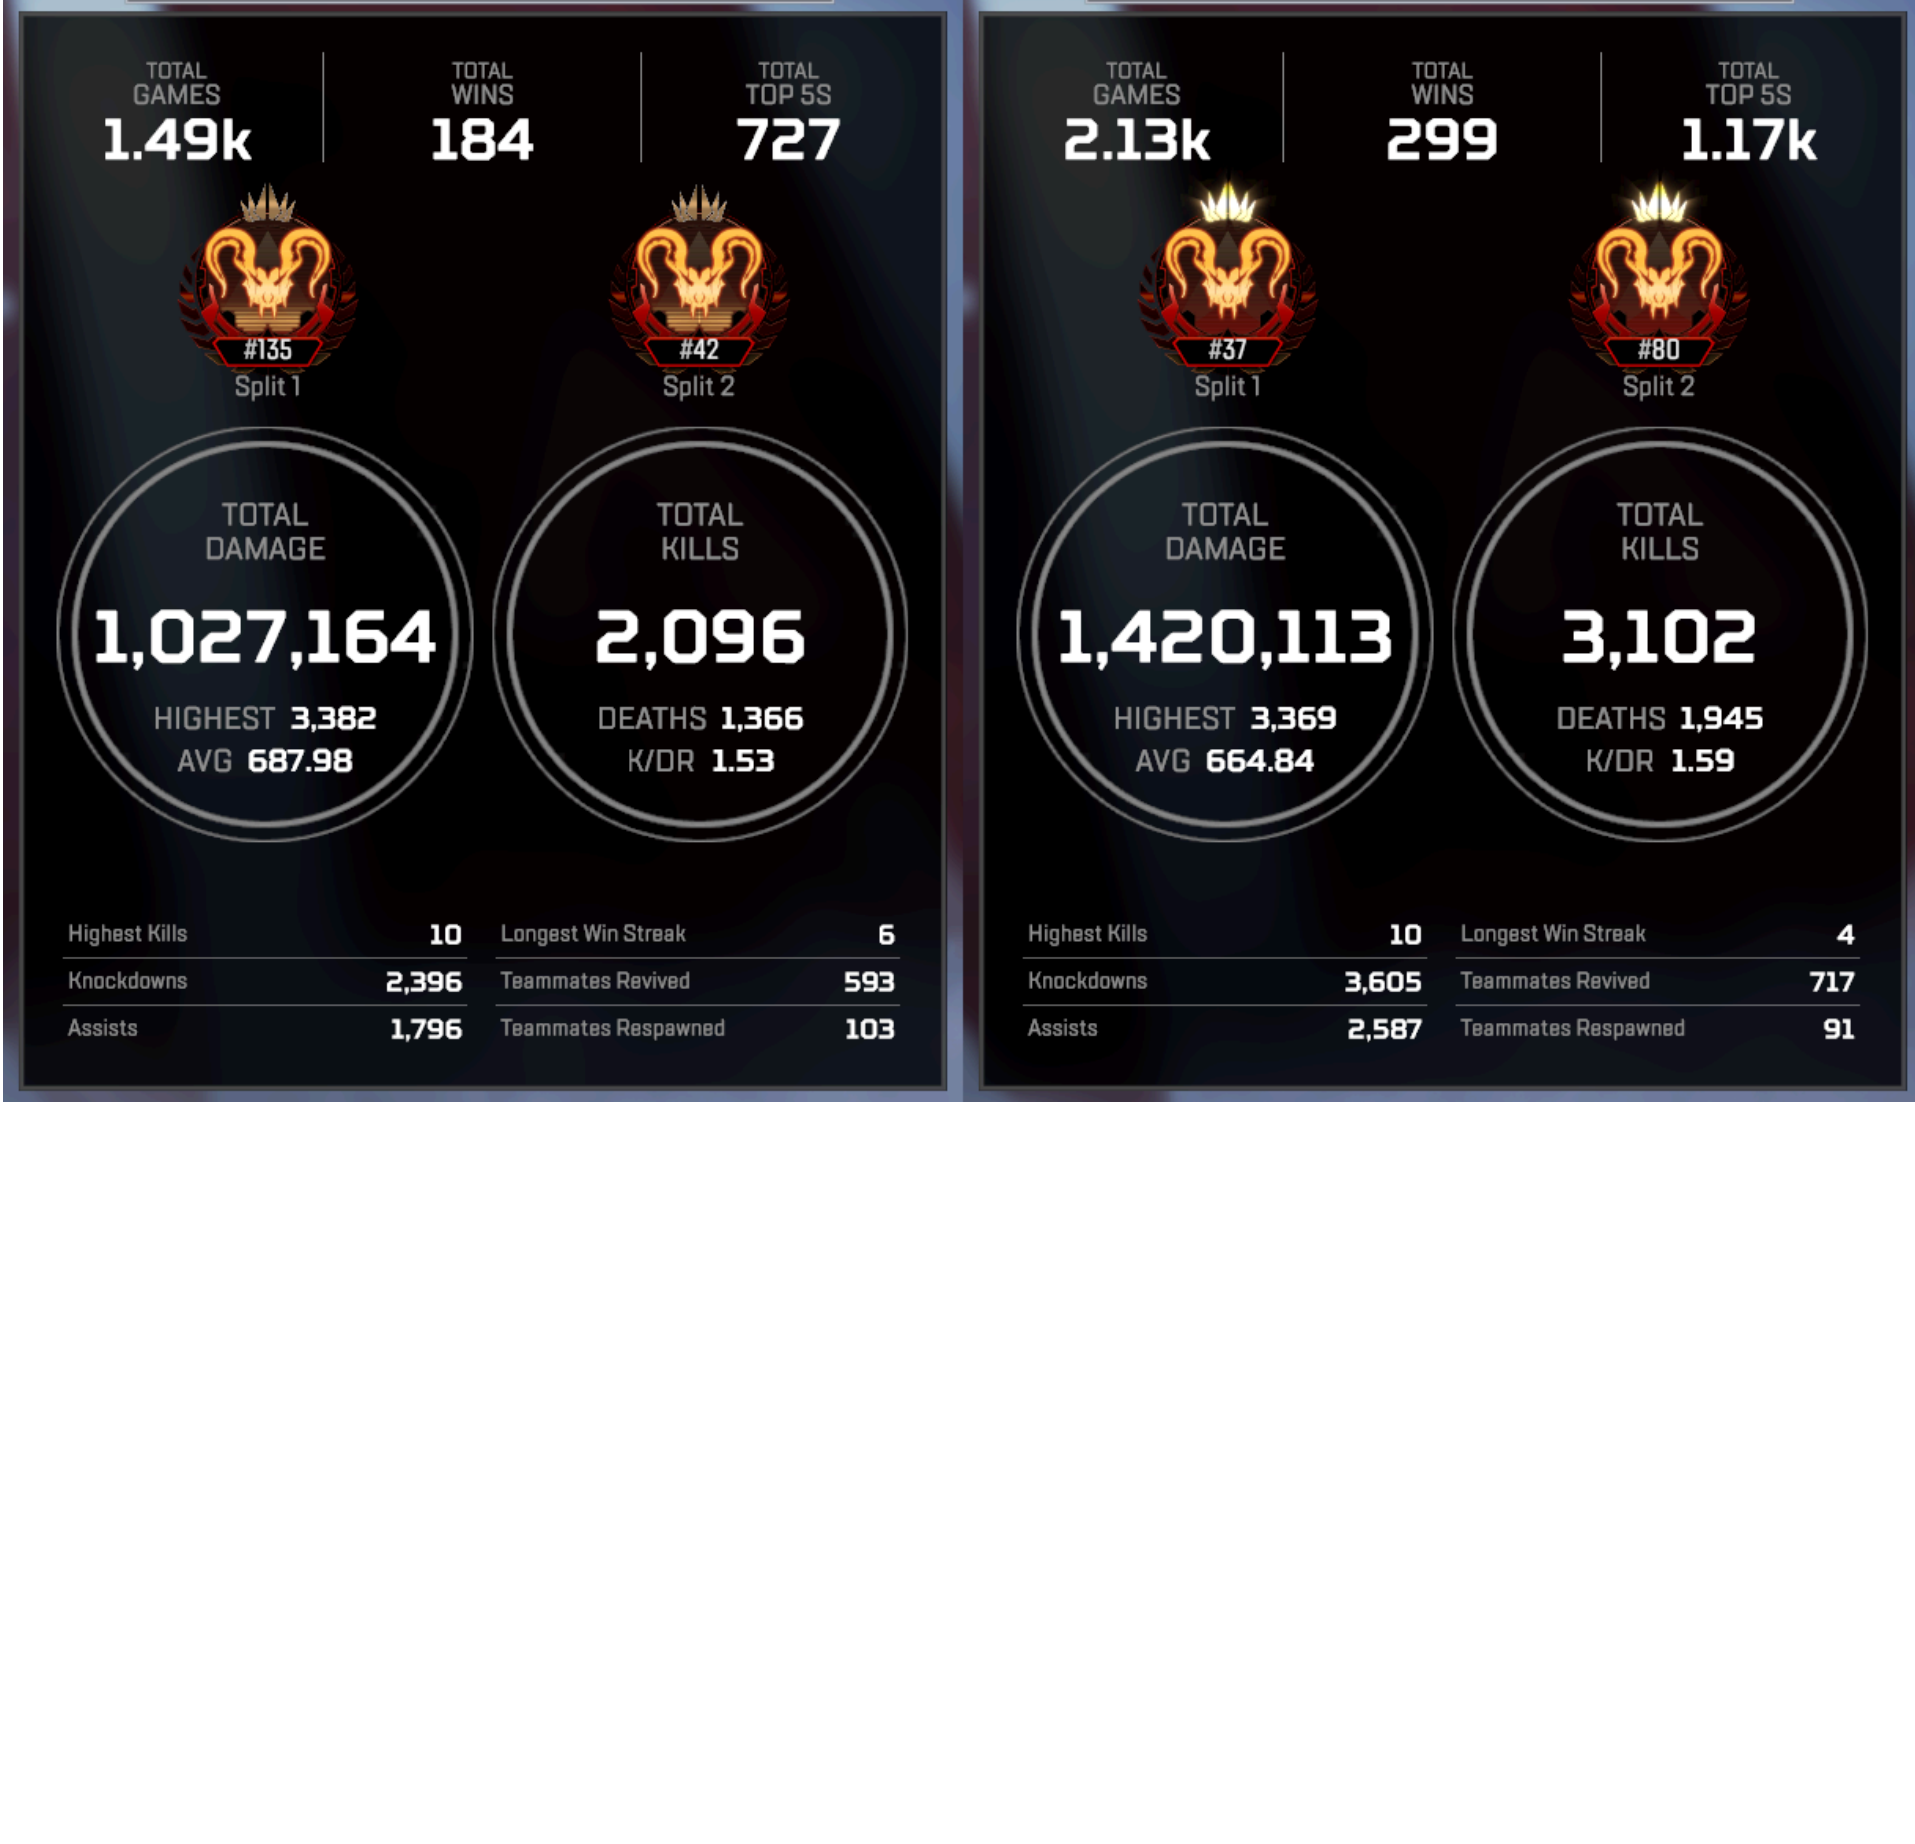 TOTAL
GAMES
1.49k
TOTAL
WINS
184
TOTAL
TOP 5S
727
#135
Split 1
#42
Split 2
TOTAL
DAMAGE
1,027,164
HIGHEST 3,382
AVG 687.98
TOTAL
KILLS
2,096
DEATHS 1,366
K/DR 1.53
Highest Kills 10
Knockdowns 2,396
Assists 1,796
Longest Win Streak 6
Teammates Revived 593
Teammates Respawned 103
TOTAL
GAMES
2.13k
TOTAL
WINS
299
TOTAL
TOP 5S
1.17k
#37
Split 1
#80
Split 2
TOTAL
DAMAGE
1,420,113
HIGHEST 3,369
AVG 664.84
TOTAL
KILLS
3,102
DEATHS 1,945
K/DR 1.59
Highest Kills 10
Knockdowns 3,605
Assists 2,587
Longest Win Streak 4
Teammates Revived 717
Teammates Respawned 91